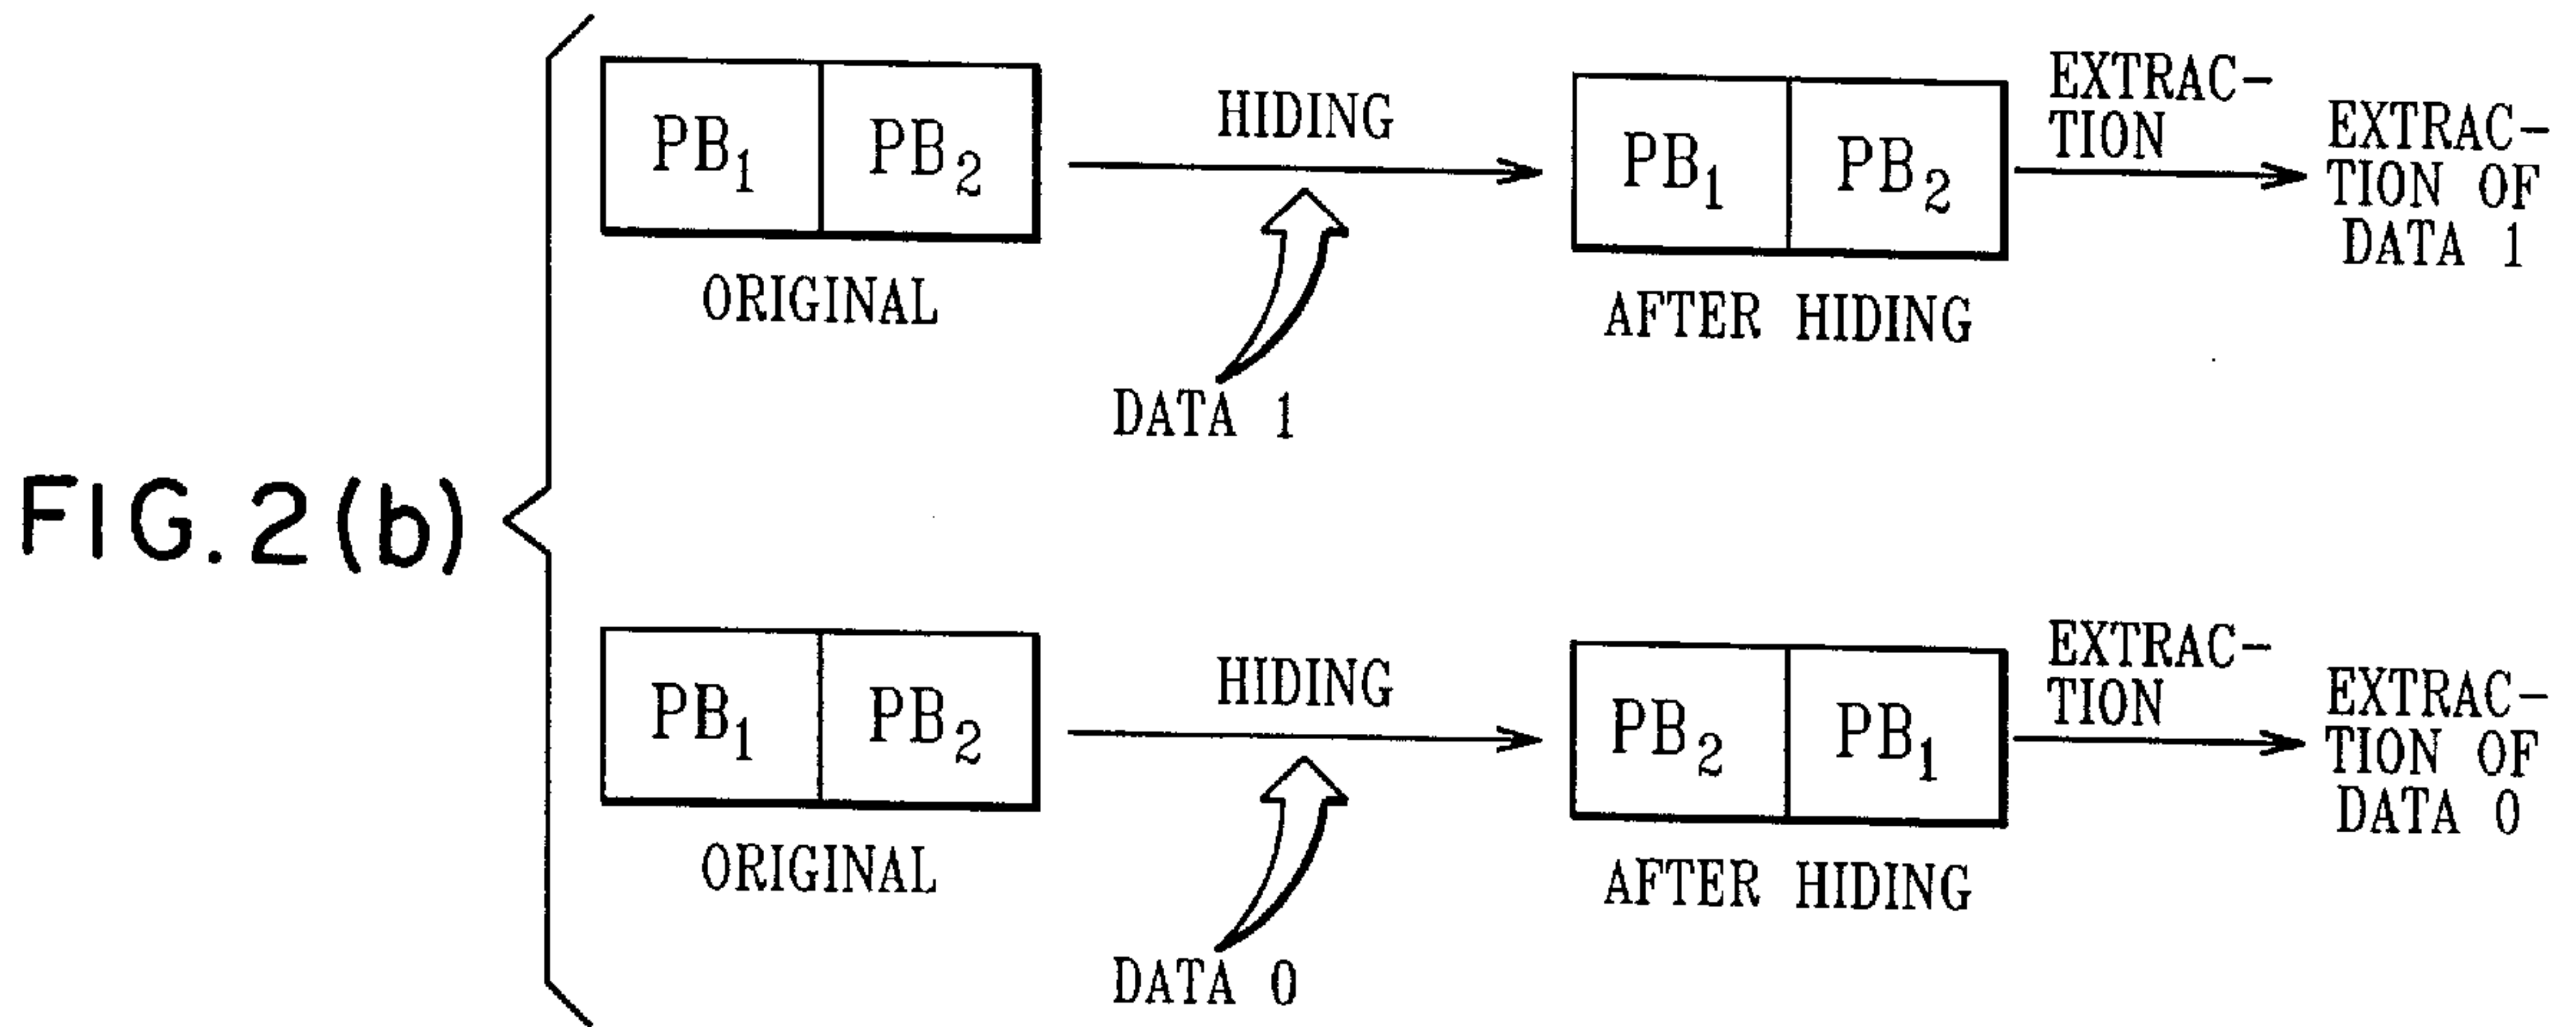 FIG. 2 (b)
PB1 PB2
ORIGINAL
HIDING
DATA 1
PB1 PB2
AFTER HIDING
EXTRAC-
TION
EXTRAC-
TION OF
DATA 1
PB1 PB2
ORIGINAL
HIDING
DATA 0
PB2 PB1
AFTER HIDING
EXTRAC-
TION
EXTRAC-
TION OF
DATA 0